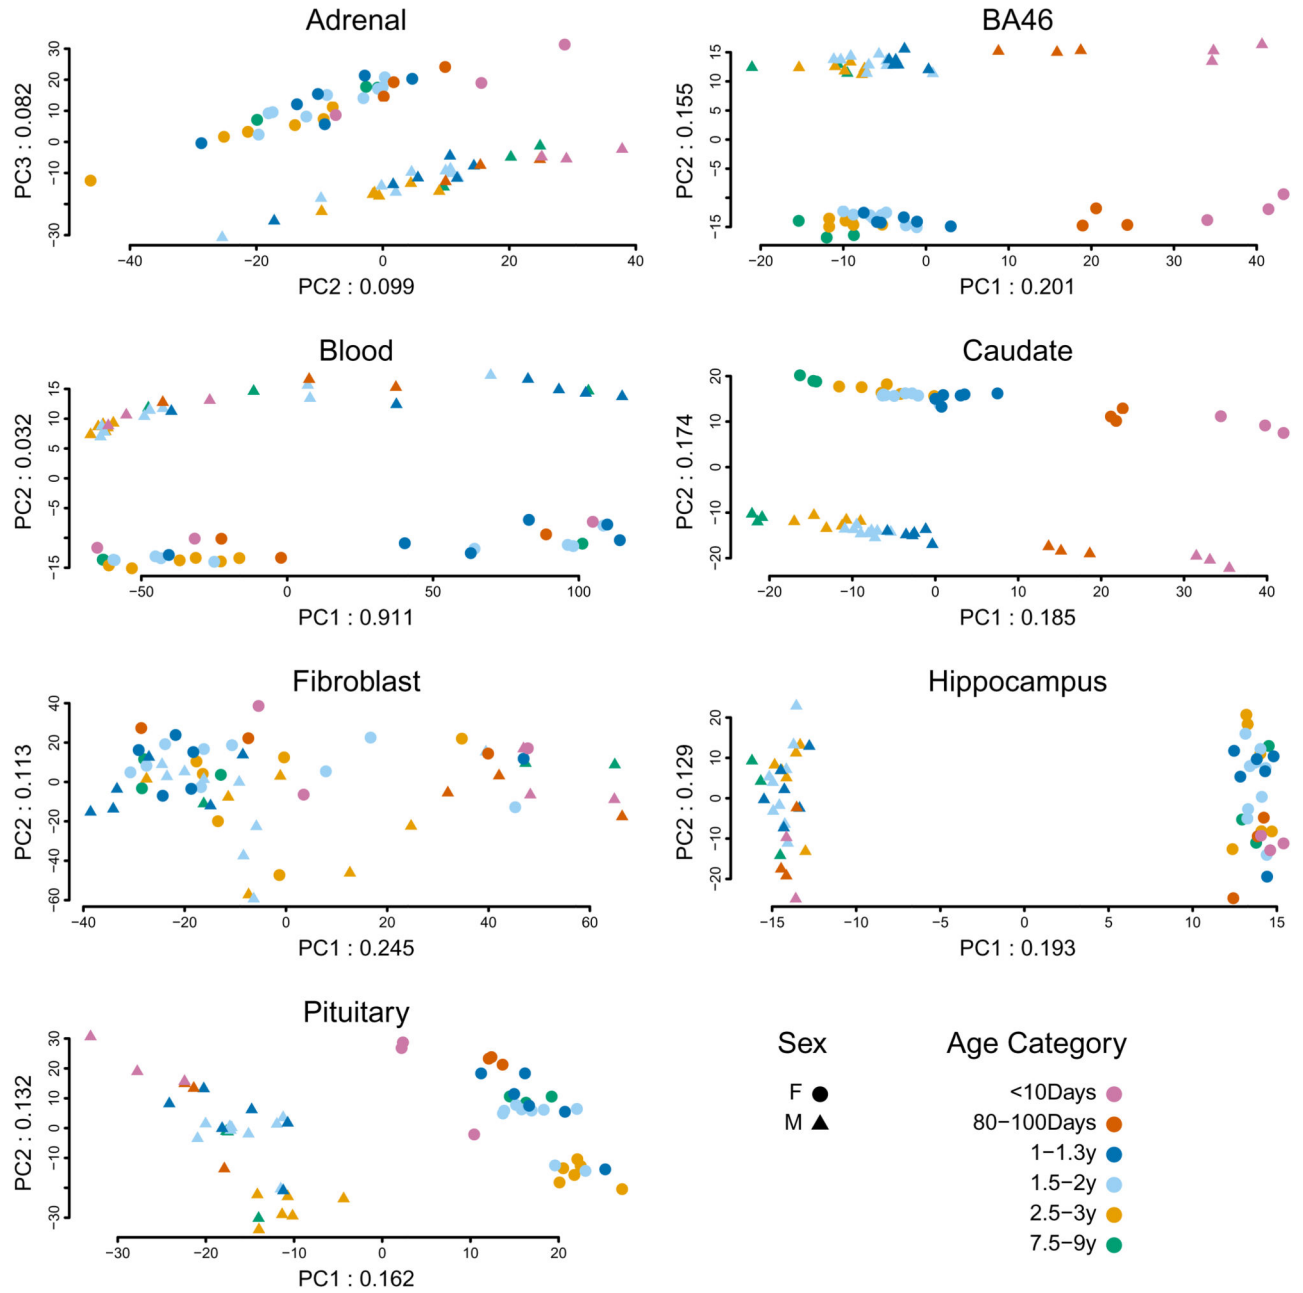 Adrenal
PC3 : 0.082
30
20
10
0
−10
−30
−40
−20
0
20
40
PC2 : 0.099
BA46
PC2 : 0.155
15
10
5
0
−5
−15
−20
−10
0
10
20
30
40
PC1 : 0.201
Blood
PC2 : 0.032
15
10
5
0
−5
−15
−50
0
50
100
PC1 : 0.911
Caudate
PC2 : 0.174
20
10
0
−10
−20
−20
−10
0
10
20
30
40
PC1 : 0.185
Fibroblast
PC2 : 0.113
40
20
0
−20
−40
−60
−40
−20
0
20
40
60
PC1 : 0.245
Hippocampus
PC2 : 0.129
20
10
0
−10
−20
−15
−10
−5
0
5
10
15
PC1 : 0.193
Pituitary
PC2 : 0.132
30
20
10
0
−10
−30
−30
−20
−10
0
10
20
PC1 : 0.162
Sex
F
M
Age Category
<10Days
80−100Days
1−1.3y
1.5−2y
2.5−3y
7.5−9y